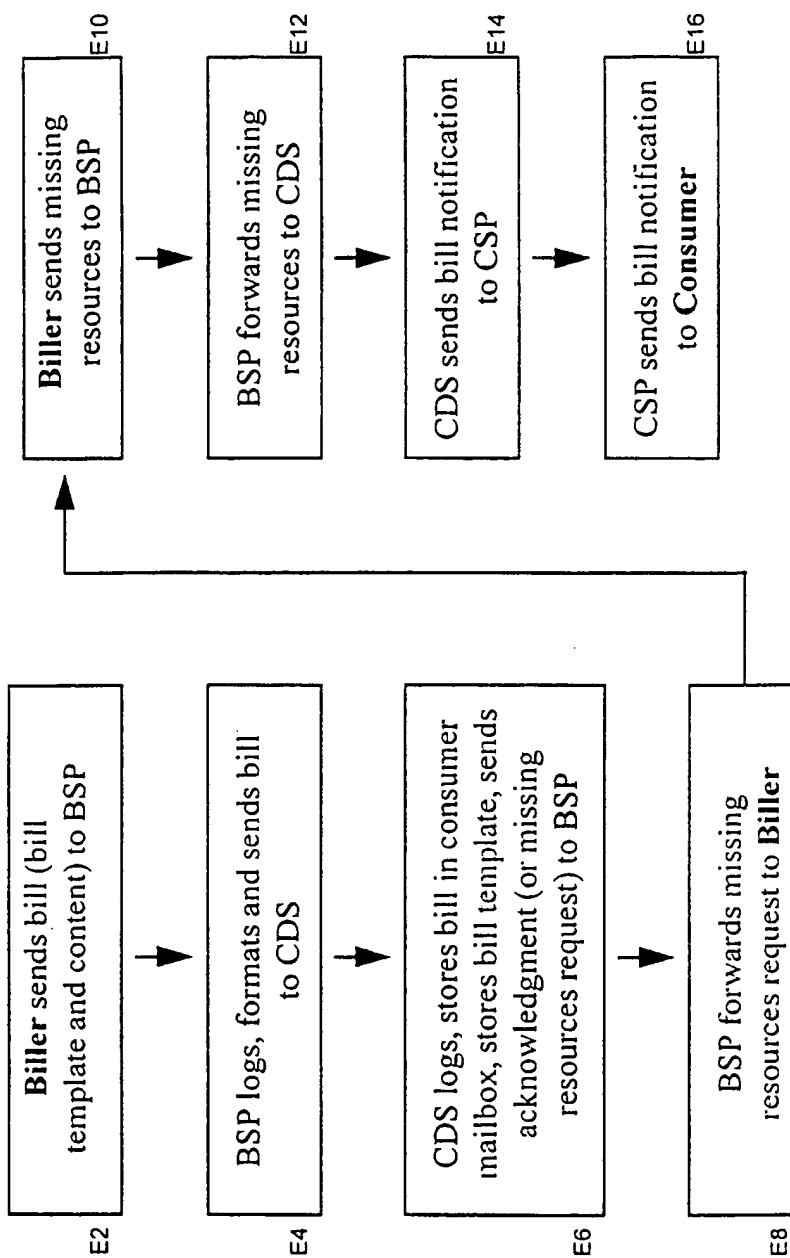 Biller sends bill (bill
template and content) to BSP
E2
BSP logs, formats and sends bill
to CDS
E4
CDS logs, stores bill in consumer
mailbox, stores bill template, sends
acknowledgment (or missing
resources request) to BSP
E6
BSP forwards missing
resources request to Biller
E8
Biller sends missing
resources to BSP
E10
BSP forwards missing
resources to CDS
E12
CDS sends bill notification
to CSP
E14
CSP sends bill notification
to Consumer
E16